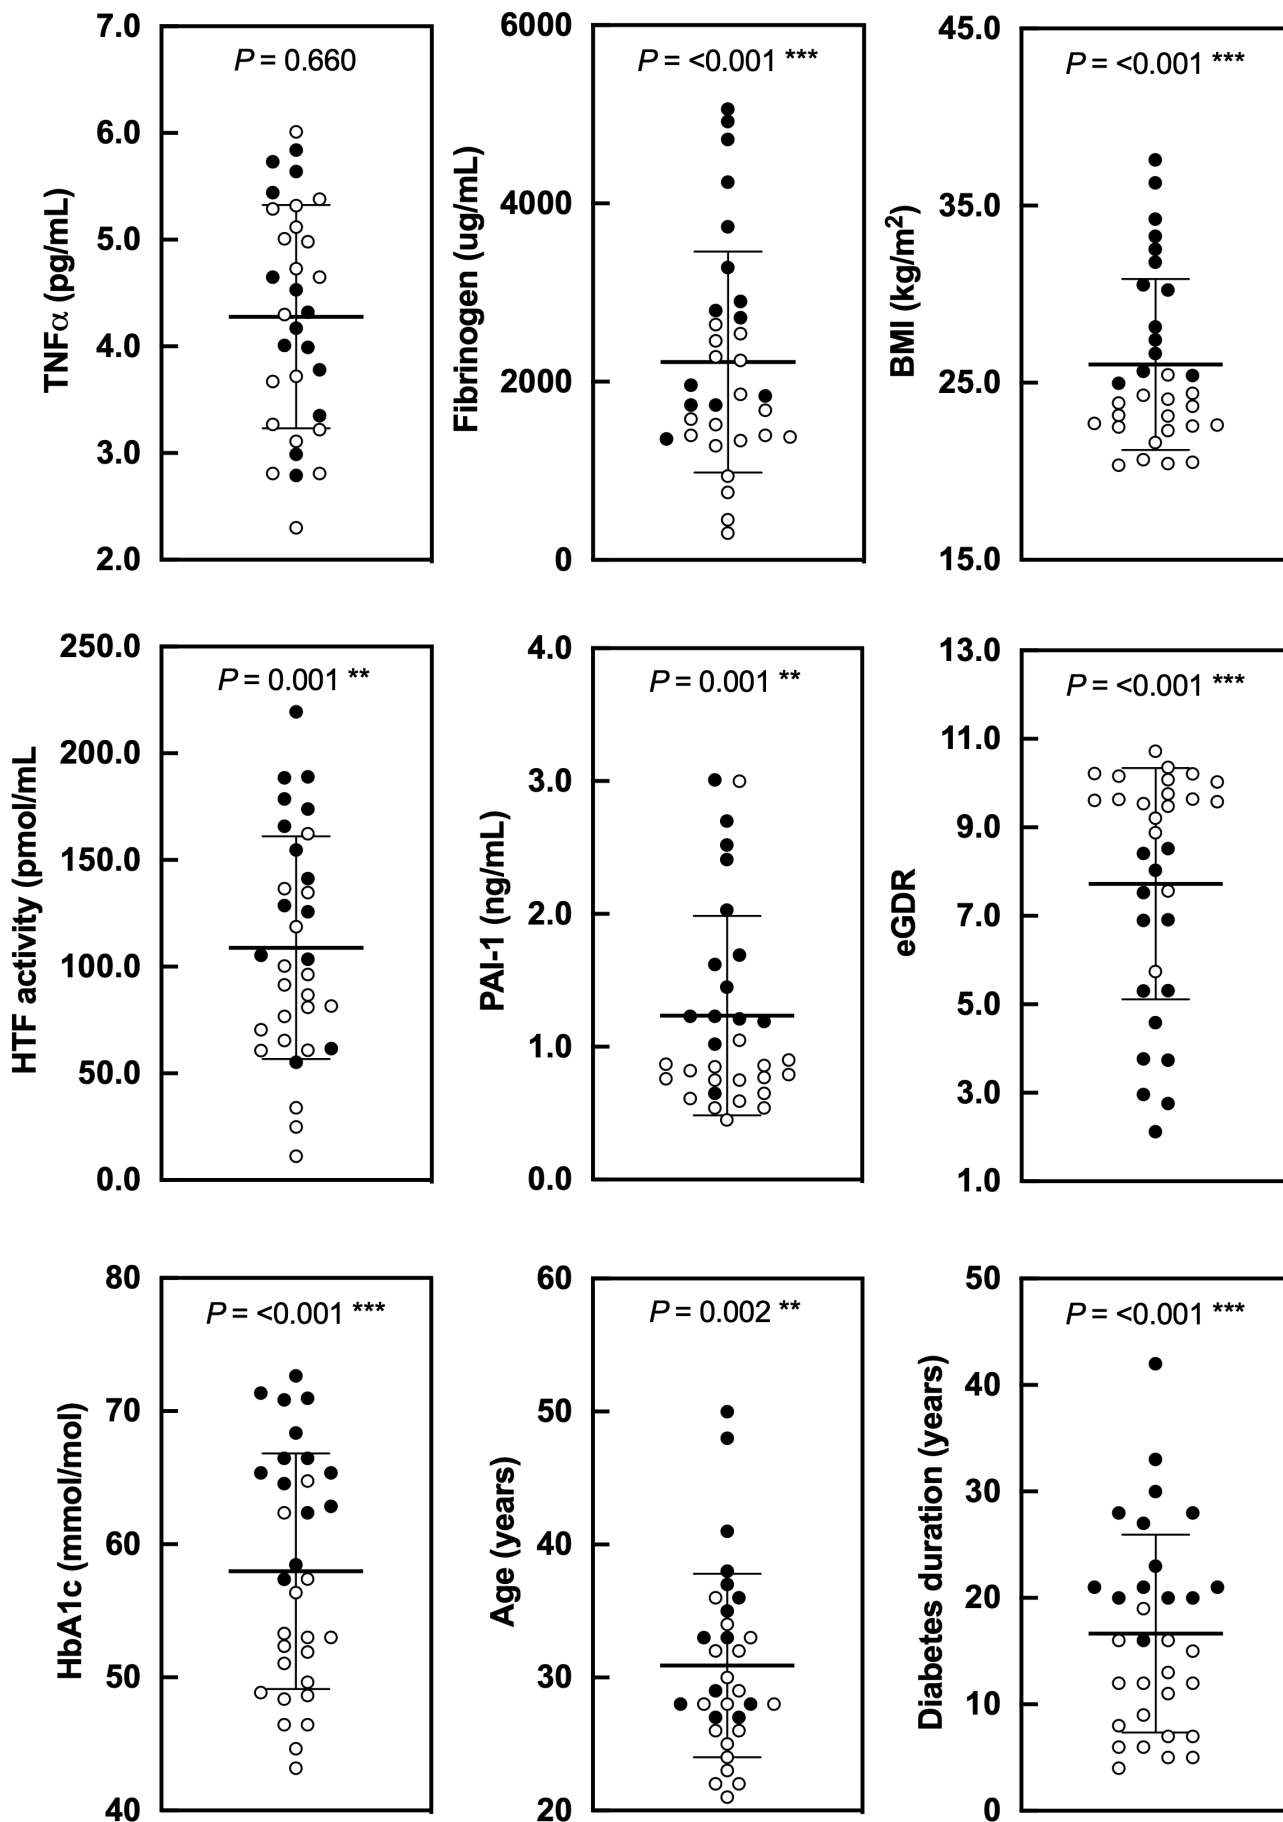 7.0
6.0
5.0
4.0
3.0
2.0
TNFα (pg/mL)
P = 0.660
6000
4000
2000
0
Fibrinogen (ug/mL)
P = <0.001 ***
45.0
35.0
25.0
15.0
BMI (kg/m²)
P = <0.001 ***
250.0
200.0
150.0
100.0
50.0
0.0
HTF activity (pmol/mL
P = 0.001 **
4.0
3.0
2.0
1.0
0.0
PAI-1 (ng/mL)
P = 0.001 **
13.0
11.0
9.0
7.0
5.0
3.0
1.0
eGDR
P = <0.001 ***
80
70
60
50
40
HbA1c (mmol/mol)
P = <0.001 ***
60
50
40
30
20
Age (years)
P = 0.002 **
50
40
30
20
10
0
Diabetes duration (years)
P = <0.001 ***